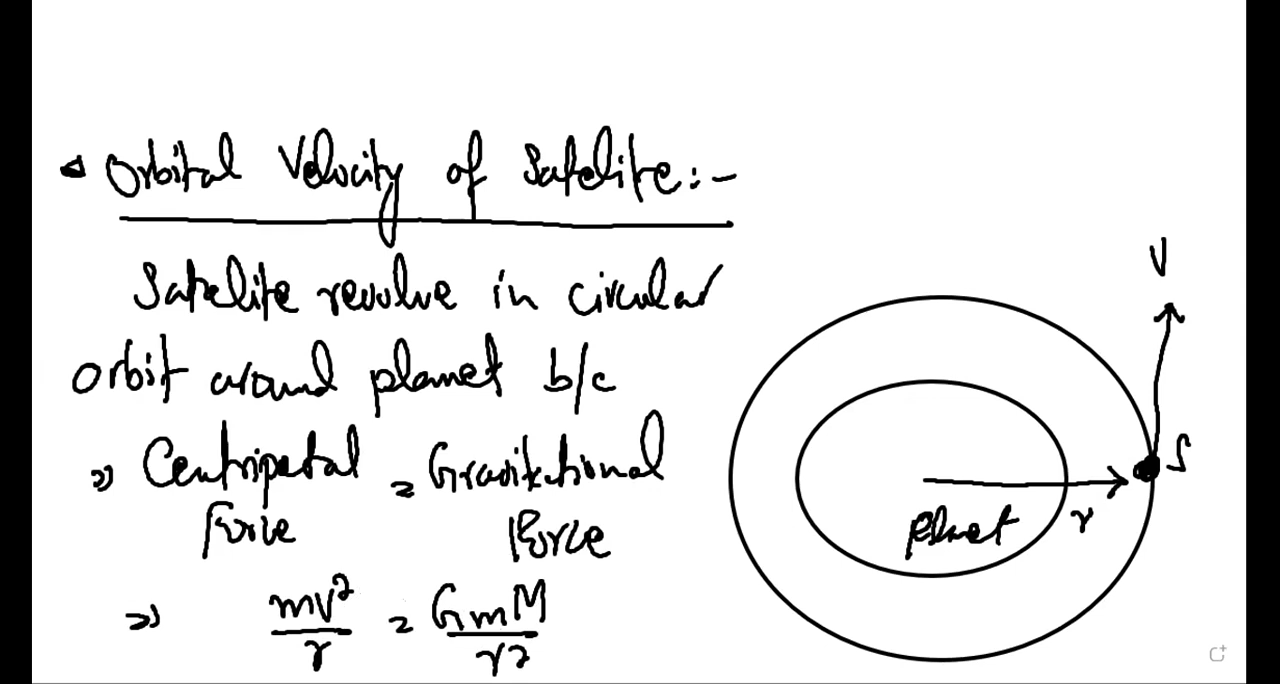 Orbital Velocity of Satelite:-
Satelite revolve in circular
orbit around planet b/c
⇒ Centripetal = Gravitational
Force Force
⇒ mv²/r = GmM/r²
V
S
r
planet